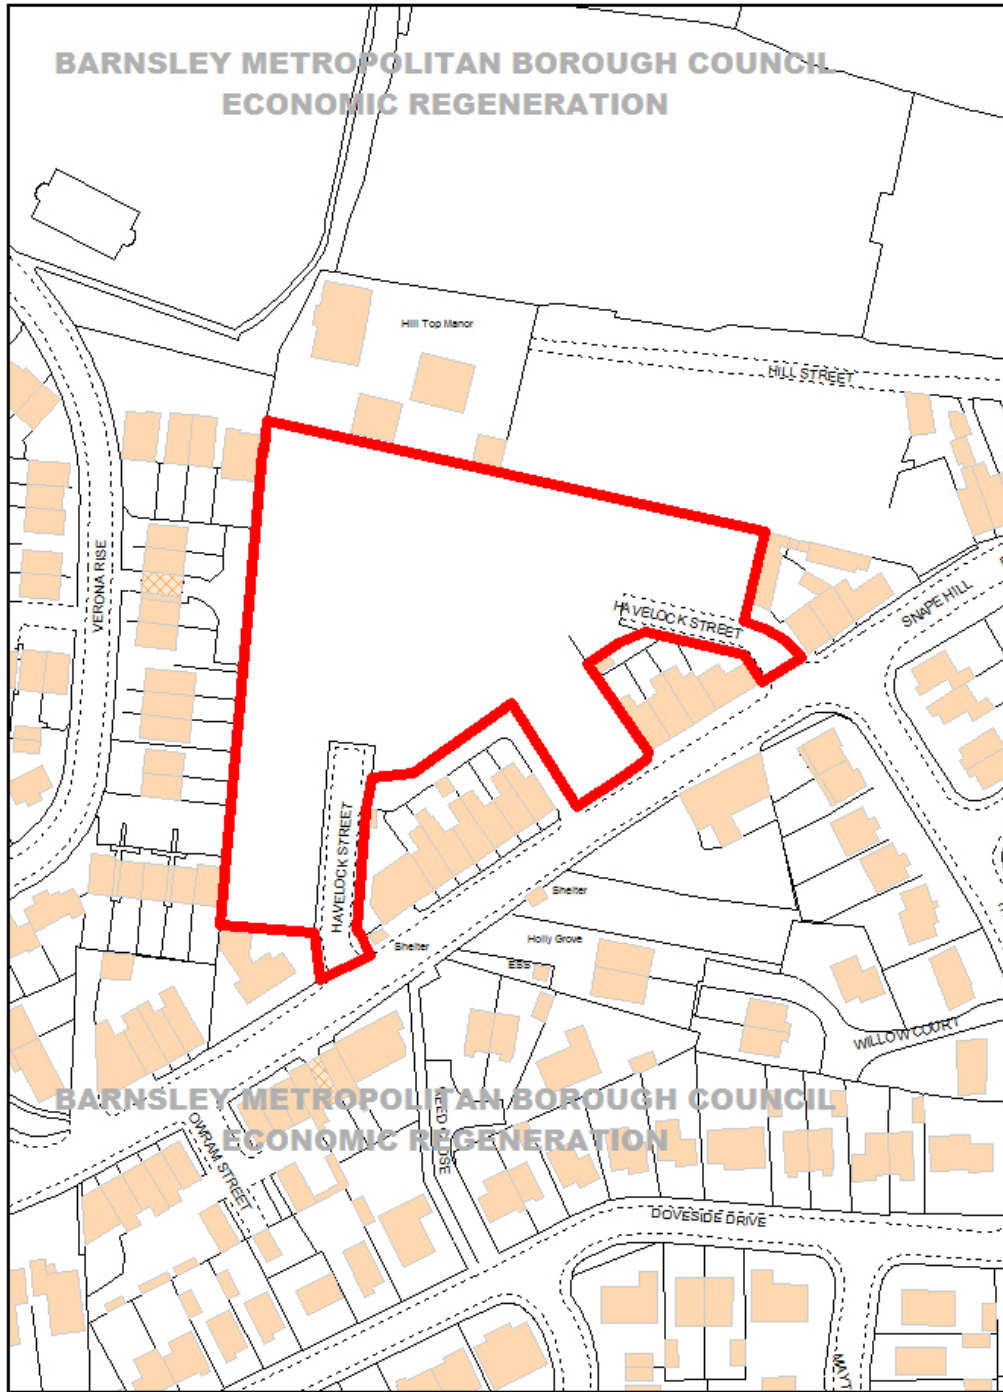 BARNSLEY METROPOLITAN BOROUGH COUNCIL
ECONOMIC REGENERATION
Hill Top Manor
HILL STREET
VERONA RISE
SNAPE HILL
HAVELOCK STREET
HAVELOCK STREET
Shelter
Shelter
Holly Grove
ESS
WILLOW COURT
BARNSLEY METROPOLITAN BOROUGH COUNCIL
ECONOMIC REGENERATION
OWRAM STREET
DOVESIDE DRIVE
MAYT